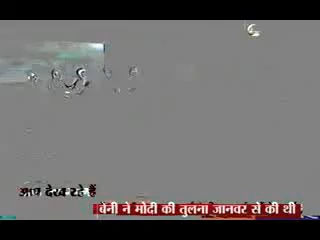 आप देख रहे हैं
बेनी ने मोदी की तुलना जानवर से की थी